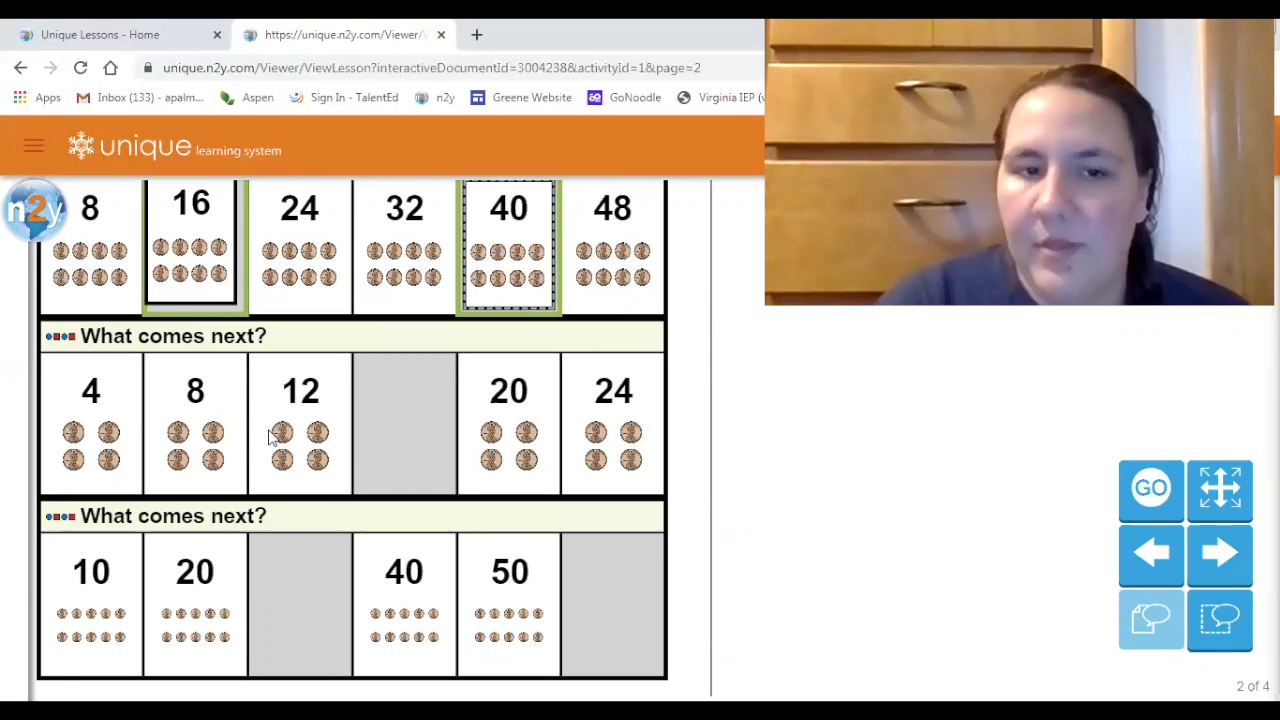 Unique Lessons - Home
https://unique.n2y.com/Viewer/
unique.n2y.com/Viewer/ViewLesson?interactiveDocumentId=3004238&activityId=1&page=2
Apps
Inbox (133) - apalm...
Aspen
Sign In - TalentEd
n2y
Greene Website
GoNoodle
Virginia IEP (v
unique learning system
n2y
8 16 24 32 40 48
What comes next?
4 8 12 20 24
What comes next?
10 20 40 50
GO
2 of 4